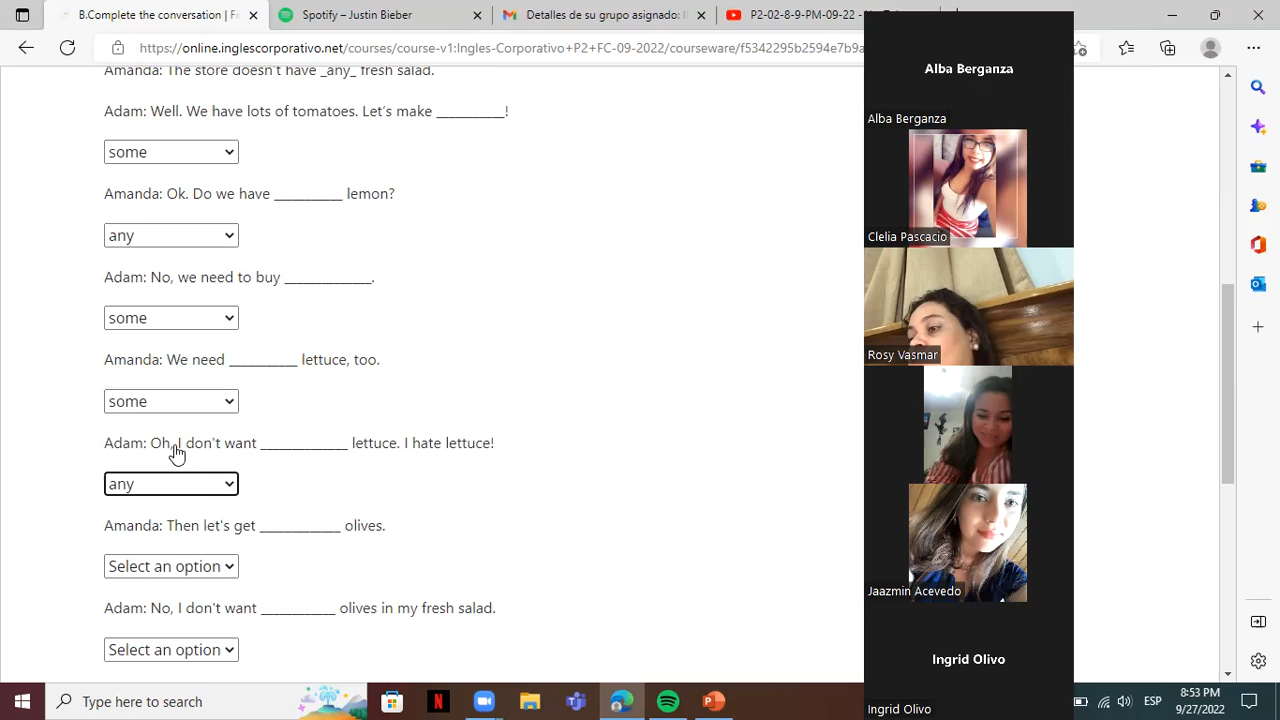 B.Complete the
(20) Spotify - Justin Bieber
Detalles de su grupo asignado: I
P2-02-8-9-PM-09-22
https://online.inglescorporativo.net/courses/course-v1:Ingles-Corporativo+P2+FC-09-2022/courseware/f5342295b2594e7b9a
Amanda: The store doesn't have _any_ fresh salad.
Adam: Well. We have lots of tomatoes. Let's make __________!
some
Amanda: Ok. Do we have __________ lemon?
any
Adam: No, we need to buy _____________.
some
Amanda: We need __________ lettuce, too.
some
Adam: Oh, I don't want _____________ lettuce. I hate lettuce!
any
Amanda: Then let's get ____________ olives.
Select an option
Adam: No, I don't want ___________ olives in my fresh salad.
Select an option
Alba Berganza
Alba Berganza
Clelia Pascacio
Rosy Vasmar
Jaazmin Acevedo
Ingrid Olivo
Ingrid Olivo
Type here to search
ESP
8:53 PM
9/27/2022